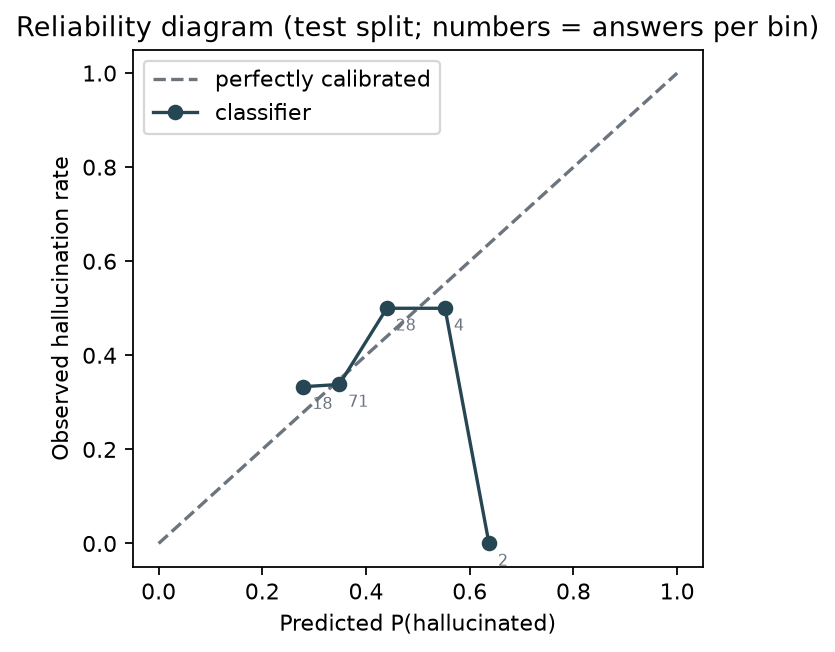 Reliability diagram (test split; numbers = answers per bin)
perfectly calibrated
classifier
Observed hallucination rate
1.0
0.8
0.6
0.4
0.2
0.0
18
71
28
4
2
0.0 0.2 0.4 0.6 0.8 1.0
Predicted P(hallucinated)